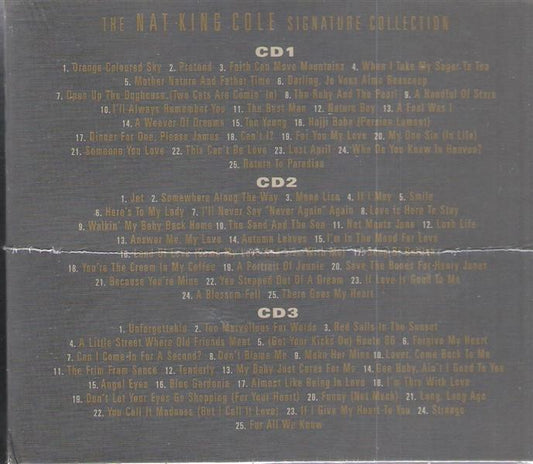 THE NAT KING COLE SIGNATURE COLLECTION
CD1
1. Orange Coloured Sky 2. Pretend 3. Faith Can Move Mountains 4. When I Take My Sugar To Tea
5. Mother Nature And Father Time 6. Darling, Je Vous Aime Beaucoup
7. Open Up The Doghouse (Two Cats Are Comin' In) 8. The Ruby And The Pearl 9. A Handful Of Stars
10. I'll Always Remember You 11. The Best Man 12. Nature Boy 13. A Fool Was I
14. A Weaver Of Dreams 15. Too Young 16. Hajji Baba (Persian Lament)
17. Dinner For One, Please James 18. Can't I? 19. For You My Love 20. My One Sin (In Life)
21. Someone You Love 22. This Can't Be Love 23. Lost April 24. Who Do You Know In Heaven?
25. Return To Paradise
CD2
1. Jet 2. Somewhere Along The Way 3. Mona Lisa 4. If I May 5. Smile
6. Here's To My Lady 7. I'll Never Say "Never Again" Again 8. Love Is Here To Stay
9. Walkin' My Baby Back Home 10. The Sand And The Sea 11. Net Meets June 12. Lush Life
13. Answer Me, My Love 14. Autumn Leaves 15. I'm In The Mood For Love
18. You're The Cream In My Coffee 19. A Portrait Of Jennie 20. Save The Bones For Henry Jones
21. Because You're Mine 22. You Stepped Out Of A Dream 23. If Love Is Good To Me
24. A Blossom Fell 25. There Goes My Heart
CD3
1. Unforgettable 2. Too Marvellous For Words 3. Red Sails In The Sunset
4. A Little Street Where Old Friends Meet 5. (Get Your Kicks On) Route 66 6. Forgive My Heart
7. Can I Come In For A Second? 8. Don't Blame Me 9. Make Her Mine 10. Lover, Come Back To Me
11. The Frim Fram Sauce 12. Tenderly 13. My Baby Just Cares For Me 14. Gee Baby, Ain't I Good To You
15. Angel Eyes 16. Blue Gardenia 17. Almost Like Being In Love 18. I'm Thru With Love
19. Don't Let Your Eyes Go Shopping (For Your Heart) 20. Funny (Not Much) 21. Long, Long Ago
22. You Call It Madness (But I Call It Love) 23. If I Give My Heart To You 24. Strange
25. For All We Know